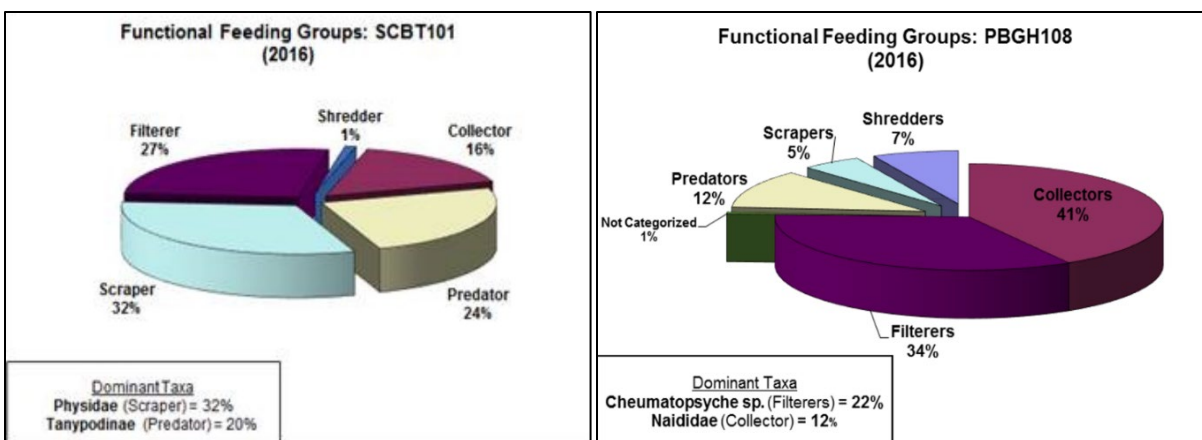 Functional Feeding Groups: SCBT101
(2016)
Filterer
27%
Shredder
1%
Collector
16%
Scraper
32%
Predator
24%
Dominant Taxa
Physidae (Scraper) = 32%
Tanypodinae (Predator) = 20%
Functional Feeding Groups: PBGH108
(2016)
Scrapers
5%
Shredders
7%
Predators
12%
Not Categorized
1%
Collectors
41%
Filterers
34%
Dominant Taxa
Cheumatopsyche sp. (Filterers) = 22%
Naididae (Collector) = 12%